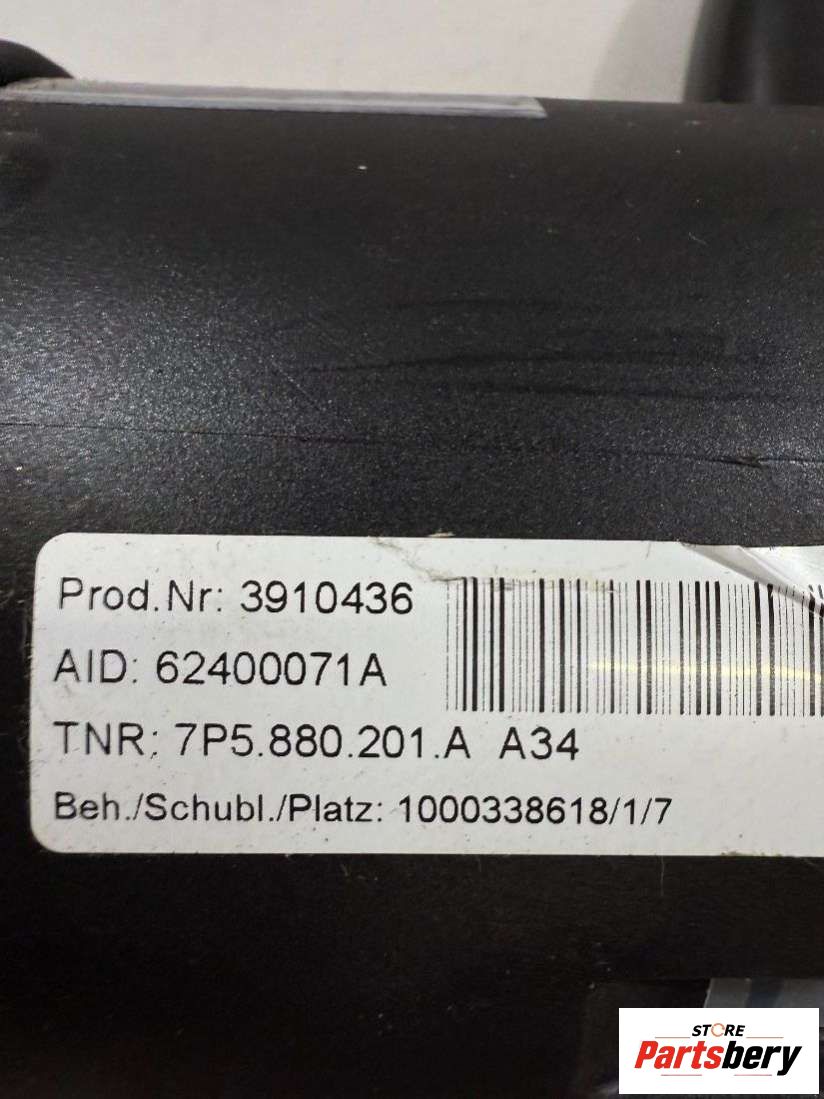 Prod.Nr: 3910436
AID: 62400071A
TNR: 7P5.880.201.A A34
Beh./Schubl./Platz: 1000338618/1/7
STORE
Partsbery